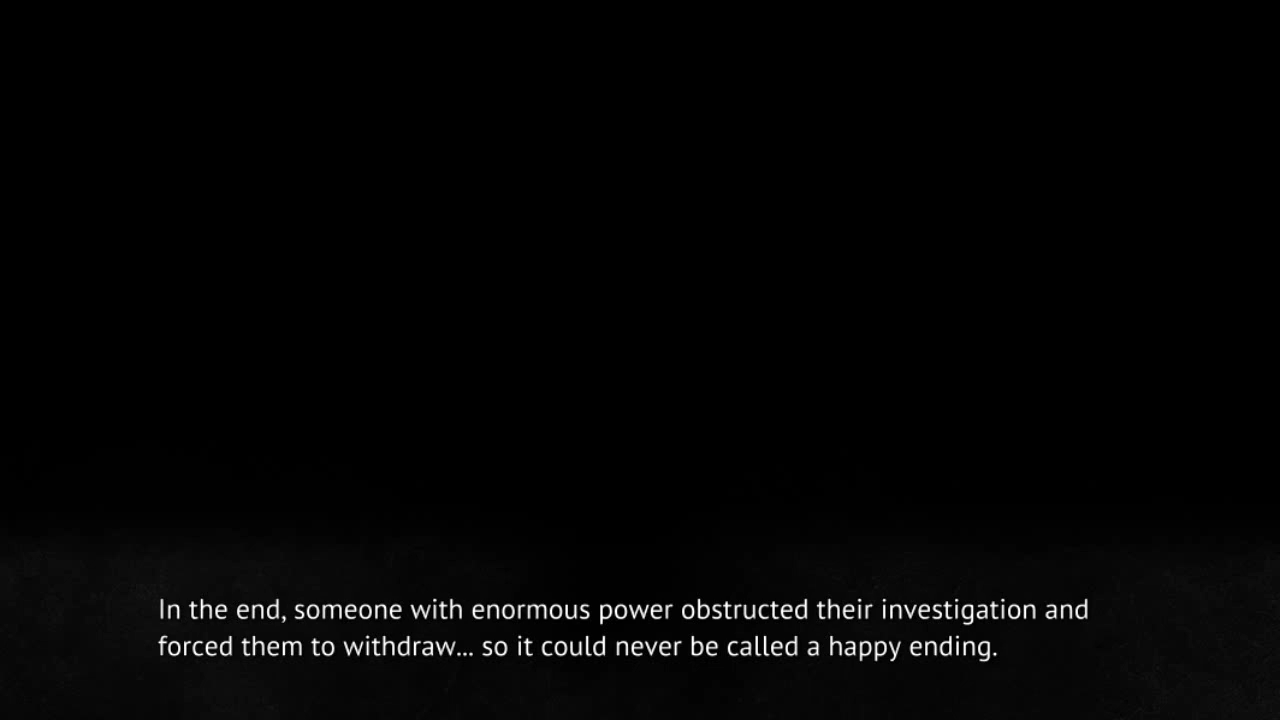 In the end, someone with enormous power obstructed their investigation and
forced them to withdraw... so it could never be called a happy ending.